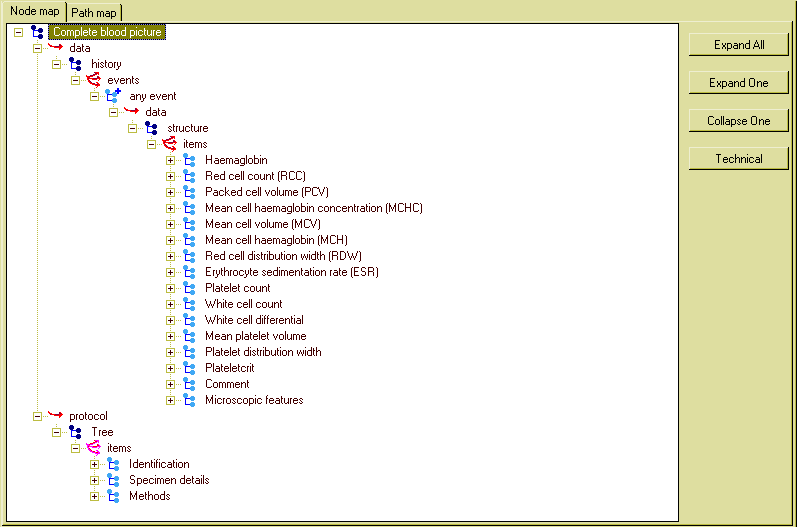 Node map Path map
Complete blood picture
data
history
events
any event
data
structure
items
Haemaglobin
Red cell count (RCC)
Packed cell volume (PCV)
Mean cell haemaglobin concentration (MCHC)
Mean cell volume (MCV)
Mean cell haemaglobin (MCH)
Red cell distribution width (RDW)
Erythrocyte sedimentation rate (ESR)
Platelet count
White cell count
White cell differential
Mean platelet volume
Platelet distribution width
Plateletcrit
Comment
Microscopic features
protocol
Tree
items
Identification
Specimen details
Methods
Expand All
Expand One
Collapse One
Technical